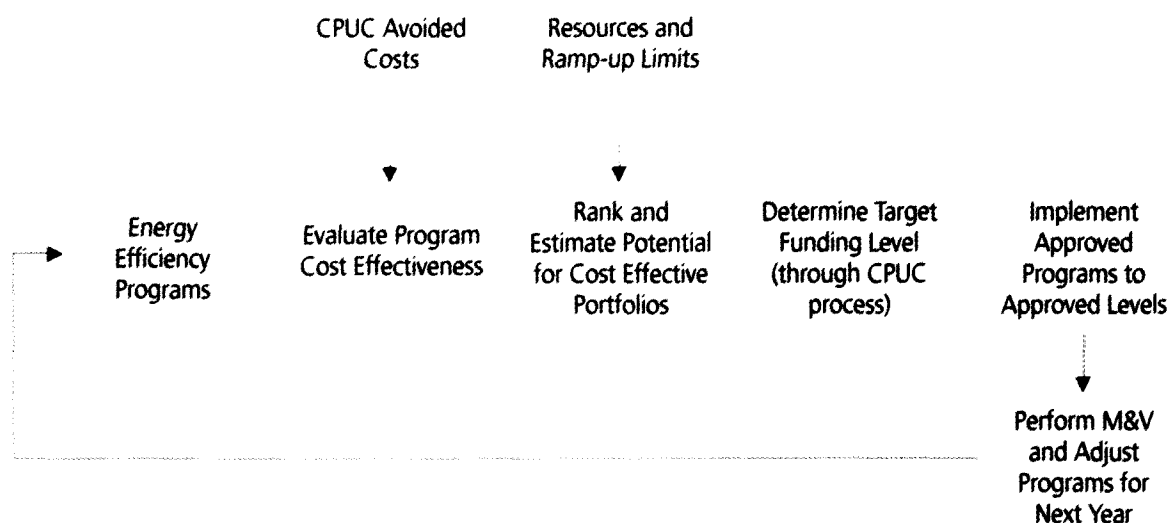 CPUC Avoided
Costs
Resources and
Ramp-up Limits
Energy
Efficiency
Programs
Evaluate Program
Cost Effectiveness
Rank and
Estimate Potential
for Cost Effective
Portfolios
Determine Target
Funding Level
(through CPUC
process)
Implement
Approved
Programs to
Approved Levels
Perform M&V
and Adjust
Programs for
Next Year